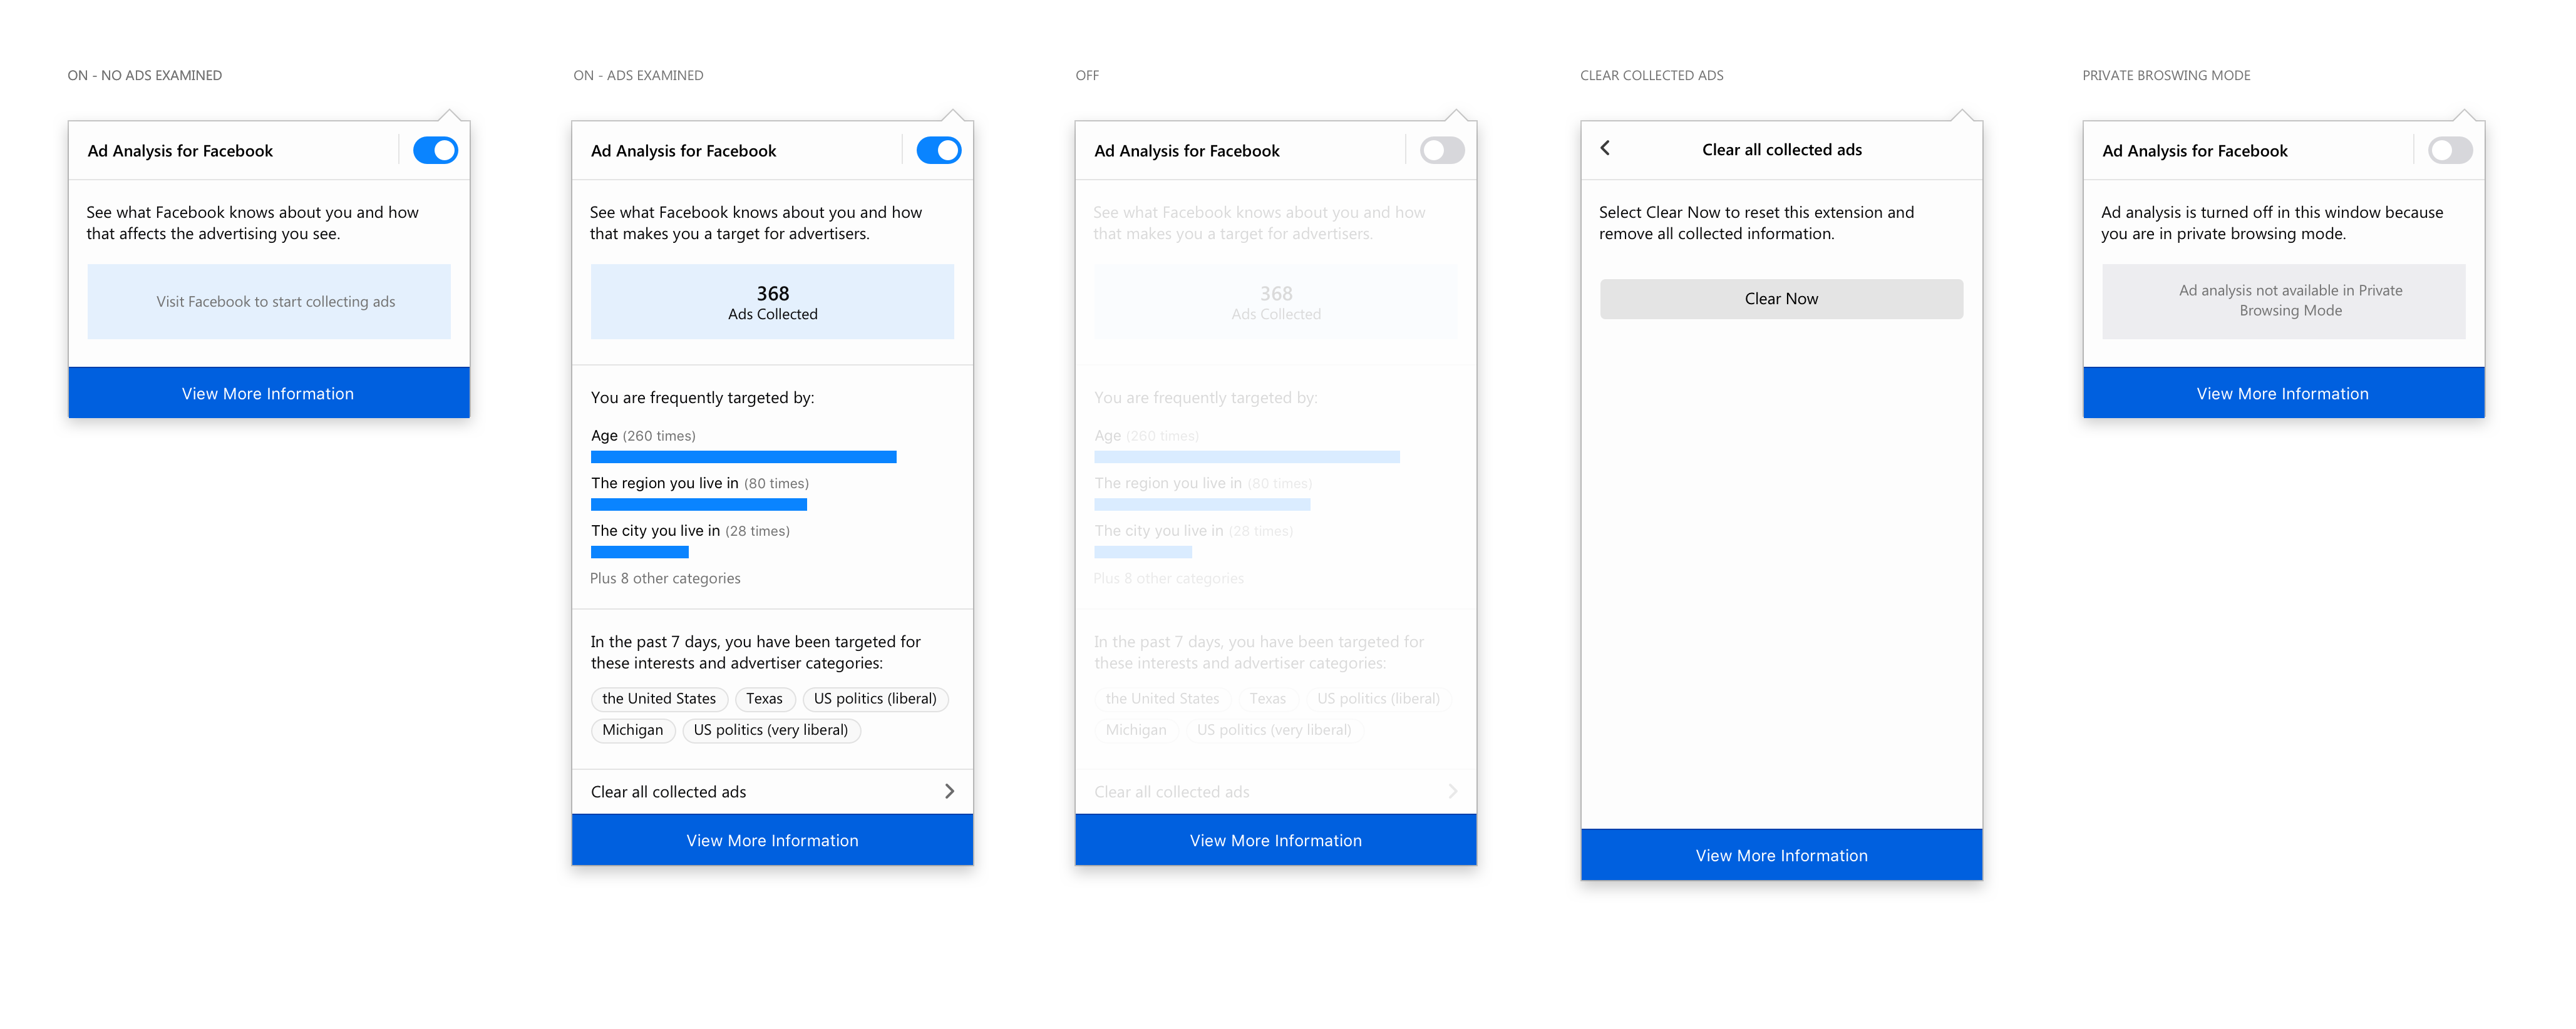 ON - NO ADS EXAMINED
Ad Analysis for Facebook
See what Facebook knows about you and how
that affects the advertising you see.
Visit Facebook to start collecting ads
View More Information
ON - ADS EXAMINED
Ad Analysis for Facebook
See what Facebook knows about you and how
that makes you a target for advertisers.
368
Ads Collected
You are frequently targeted by:
Age (260 times)
The region you live in (80 times)
The city you live in (28 times)
Plus 8 other categories
In the past 7 days, you have been targeted for
these interests and advertiser categories:
the United States Texas US politics (liberal)
Michigan US politics (very liberal)
Clear all collected ads
View More Information
OFF
Ad Analysis for Facebook
See what Facebook knows about you and how
that makes you a target for advertisers.
368
Ads Collected
You are frequently targeted by:
Age (260 times)
The region you live in (80 times)
The city you live in (28 times)
Plus 8 other categories
In the past 7 days, you have been targeted for
these interests and advertiser categories:
the United States Texas US politics (liberal)
Michigan US politics (very liberal)
Clear all collected ads
View More Information
CLEAR COLLECTED ADS
Clear all collected ads
Select Clear Now to reset this extension and
remove all collected information.
Clear Now
View More Information
PRIVATE BROSWING MODE
Ad Analysis for Facebook
Ad analysis is turned off in this window because
you are in private browsing mode.
Ad analysis not available in Private
Browsing Mode
View More Information